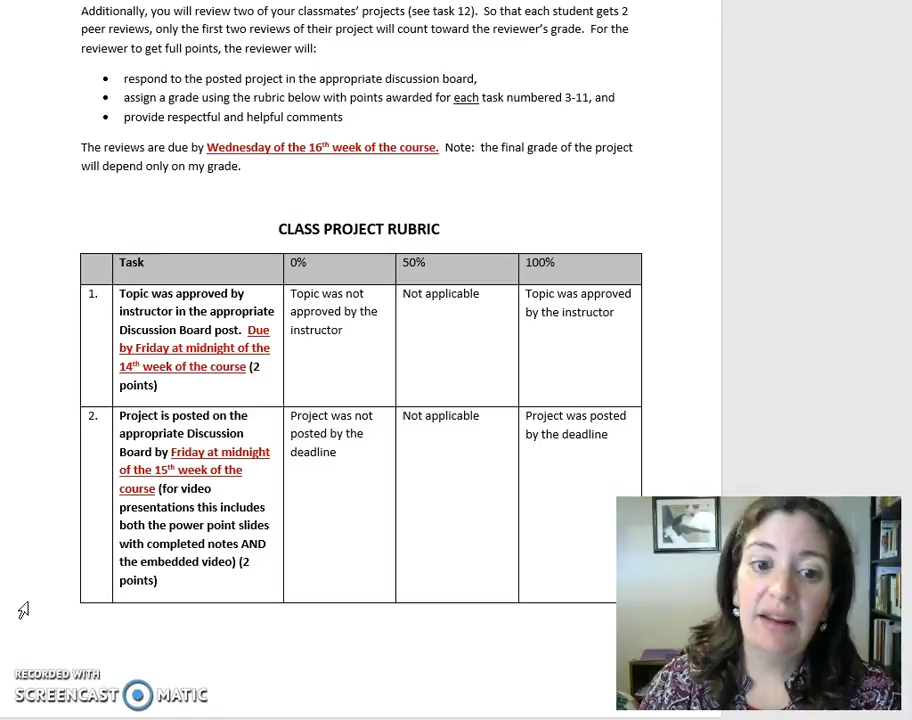 Additionally, you will review two of your classmates’ projects (see task 12).  So that each student gets 2
peer reviews, only the first two reviews of their project will count toward the reviewer’s grade.  For the
reviewer to get full points, the reviewer will:
• respond to the posted project in the appropriate discussion board,
• assign a grade using the rubric below with points awarded for each task numbered 3-11, and
• provide respectful and helpful comments
The reviews are due by Wednesday of the 16th week of the course.  Note:  the final grade of the project
will depend only on my grade.
CLASS PROJECT RUBRIC
Task 0% 50% 100%
1.
Topic was approved by
instructor in the appropriate
Discussion Board post.  Due
by Friday at midnight of the
14th week of the course (2
points)
Topic was not
approved by the
instructor
Not applicable
Topic was approved
by the instructor
2.
Project is posted on the
appropriate Discussion
Board by Friday at midnight
of the 15th week of the
course (for video
presentations this includes
both the power point slides
with completed notes AND
the embedded video) (2
points)
Project was not
posted by the
deadline
Not applicable
Project was posted
by the deadline
RECORDED WITH
SCREENCAST MATIC